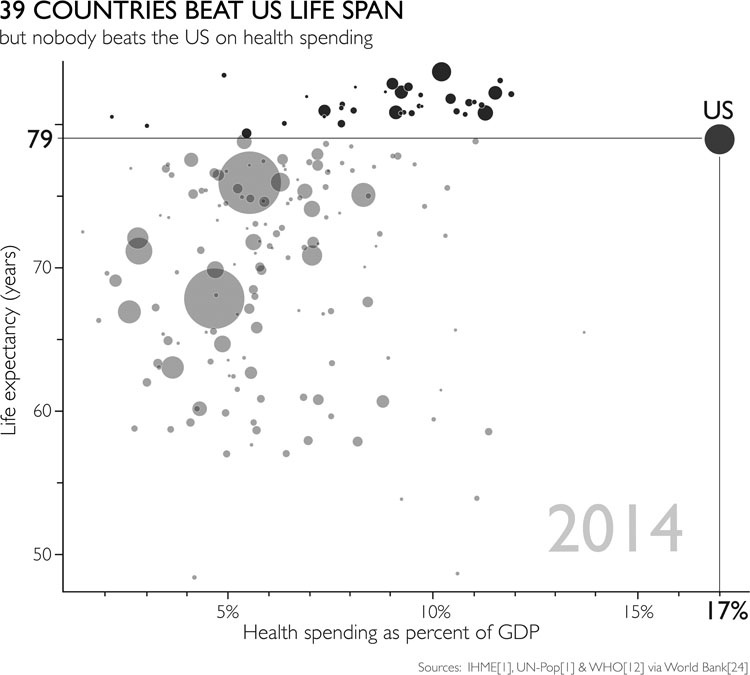 39 COUNTRIES BEAT US LIFE SPAN
but nobody beats the US on health spending
US
79
70
60
50
Life expectancy (years)
2014
5%
10%
15%
17%
Health spending as percent of GDP
Sources: IHME[1], UN-Pop[1] & WHO[12] via World Bank[24]